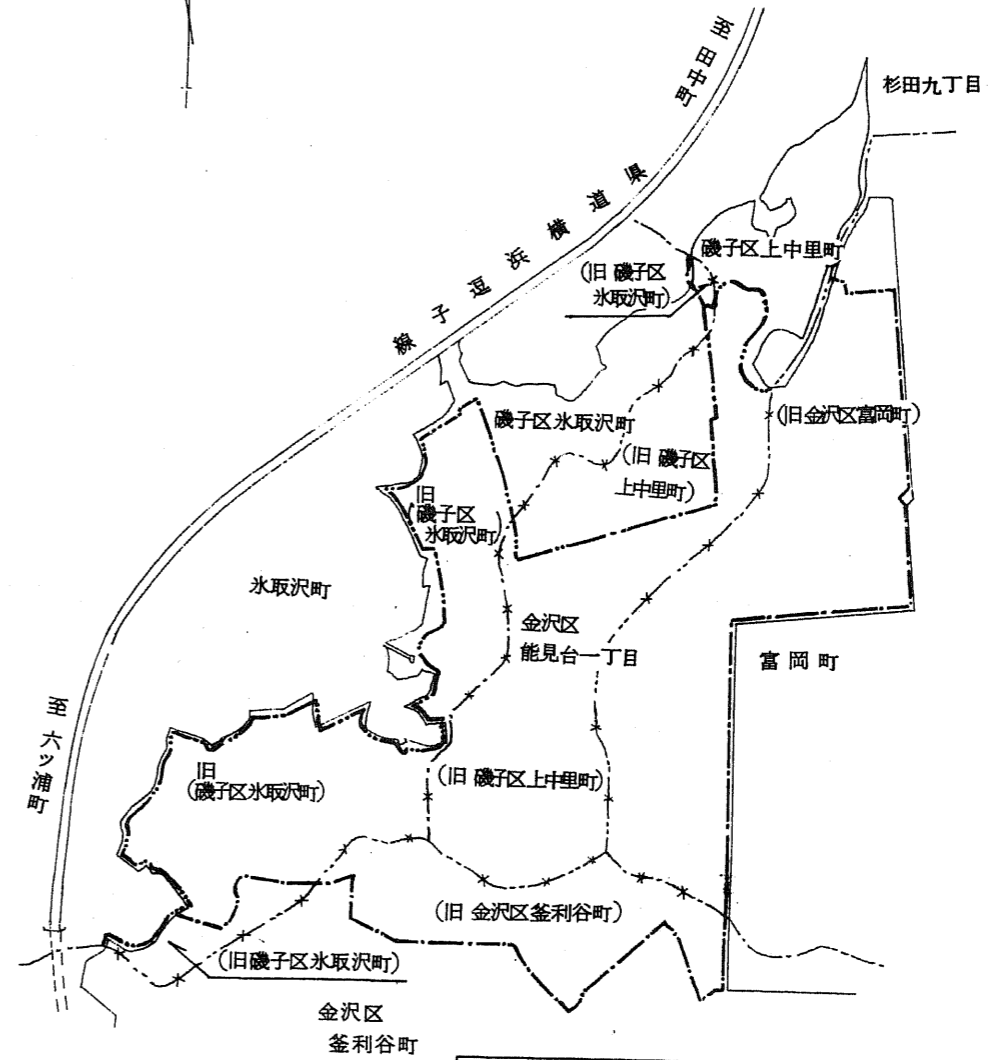 至田中町
杉田九丁目
県道横浜逗子線
磯子区上中里町
(旧 磯子区
氷取沢町)
(旧金沢区富岡町)
磯子区氷取沢町
(旧 磯子区
上中里町)
旧
(磯子区
氷取沢町)
氷取沢町
金沢区
能見台一丁目
富岡町
至六ッ浦町
旧
(磯子区氷取沢町)
(旧 磯子区上中里町)
(旧 金沢区釜利谷町)
(旧磯子区氷取沢町)
金沢区
釜利谷町